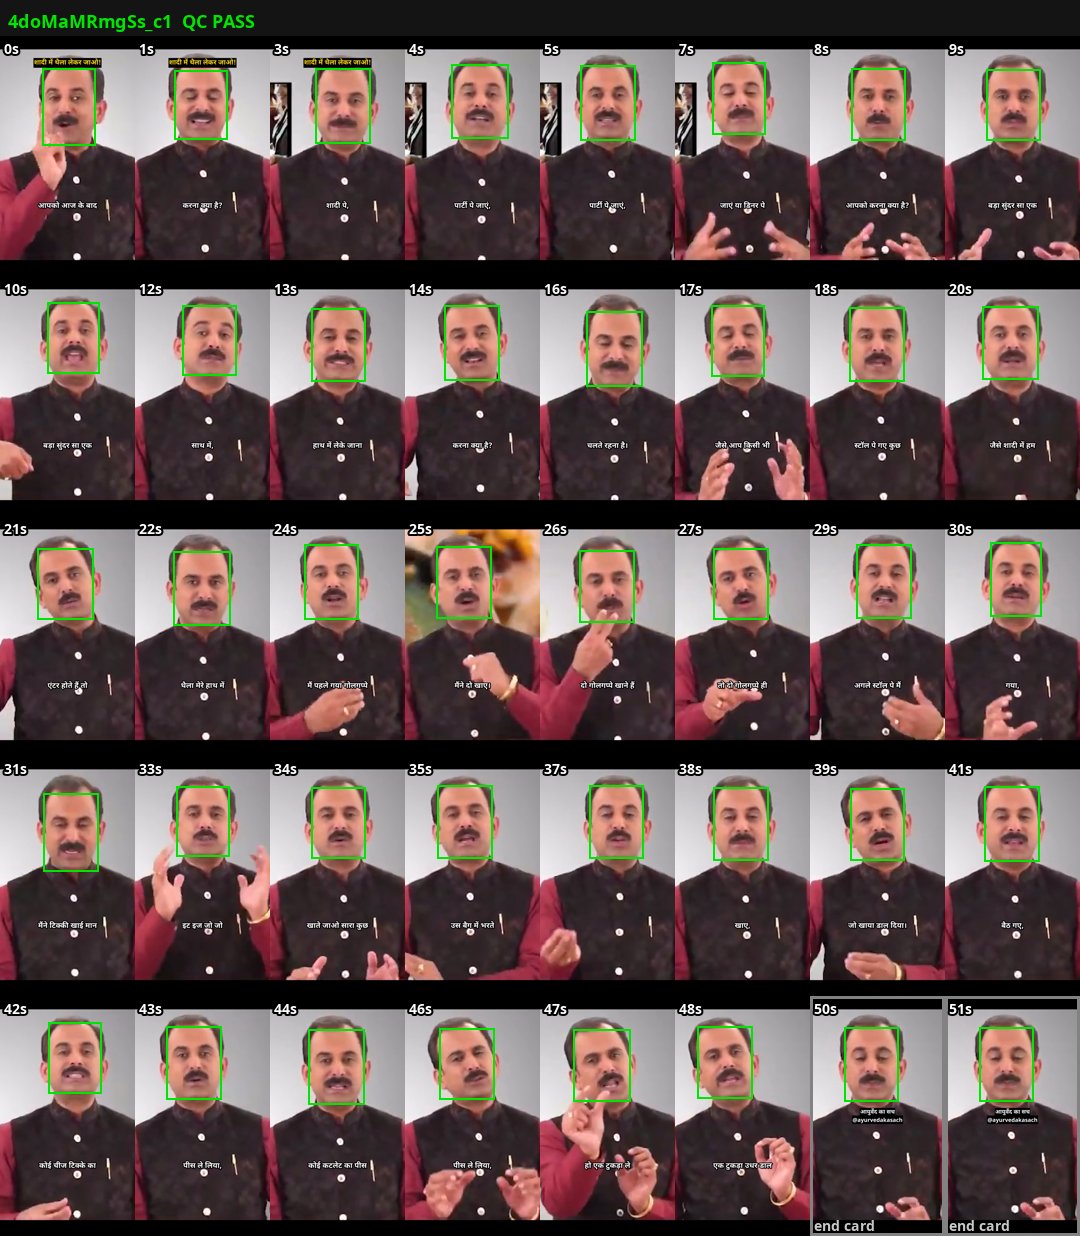 4doMaMRmgSs_c1 QC PASS
0s 1s 3s 4s 5s 7s 8s 9s
शादी में थैला लेकर जाओ! शादी में थैला लेकर जाओ! शादी में थैला लेकर जाओ!
आपको आज के बाद करना क्या है? शादी पे, पार्टी पे जाएं, पार्टी पे जाएं, जाएं या डिनर पे आपको करना क्या है? बड़ा सुंदर सा एक
10s 12s 13s 14s 16s 17s 18s 20s
बड़ा सुंदर सा एक साथ में, हाथ में लेके जाना करना क्या है? चलते रहना है। जैसे आप किसी भी स्टॉल पे गए कुछ जैसे शादी में हम
21s 22s 24s 25s 26s 27s 29s 30s
एंटर होते हैं तो थैला मेरे हाथ में मैं पहले गया गोलगप्पे मैंने दो खाए। दो गोलगप्पे खाने हैं तो दो गोलगप्पे ही अगले स्टॉल पे मैं गया,
31s 33s 34s 35s 37s 38s 39s 41s
मैंने टिक्की खाई मान इट इज जो जो खाते जाओ सारा कुछ उस बैग में भरते खाए, जो खाया डाल दिया। बैठ गए,
42s 43s 44s 46s 47s 48s 50s 51s
आयुर्वेद का सच आयुर्वेद का सच
@ayurvedakasach @ayurvedakasach
कोई चीज टिक्के का पीस ले लिया, कोई कटलेट का पीस पीस ले लिया, हो एक टुकड़ा ले एक टुकड़ा उधर डाल
end card end card